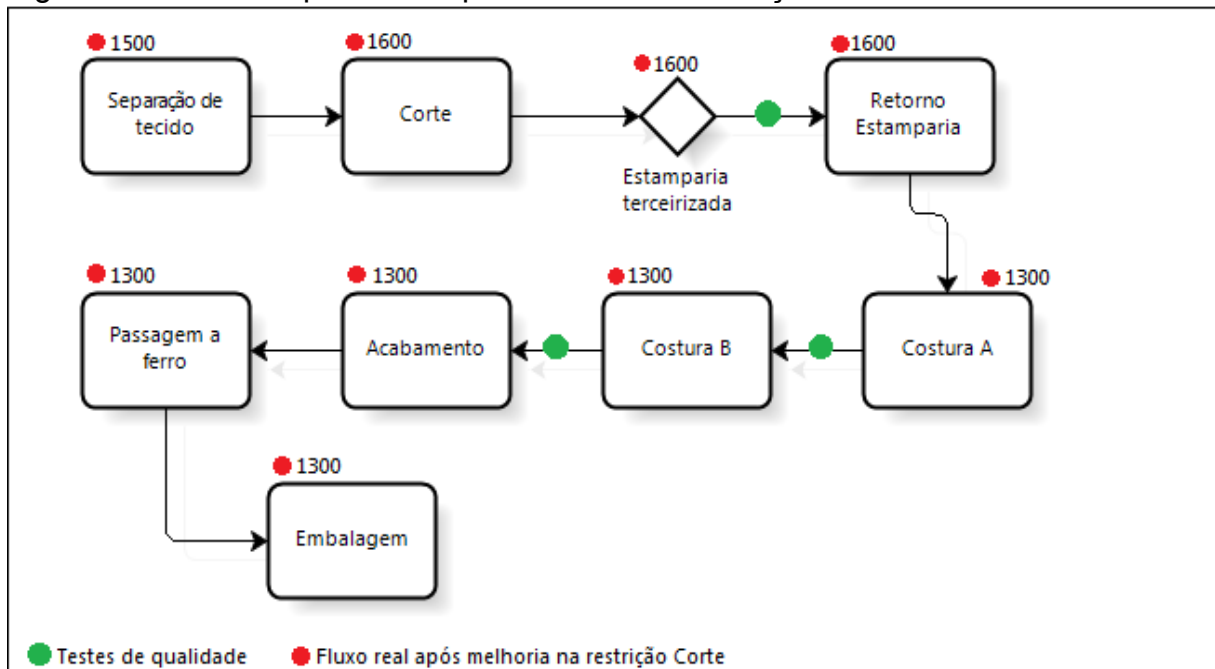 1500
Separação de
tecido
1600
Corte
1600
Estamparia
terceirizada
1600
Retorno
Estamparia
1300
Passagem a
ferro
1300
Acabamento
1300
Costura B
1300
Costura A
1300
Embalagem
Testes de qualidade
Fluxo real após melhoria na restrição Corte